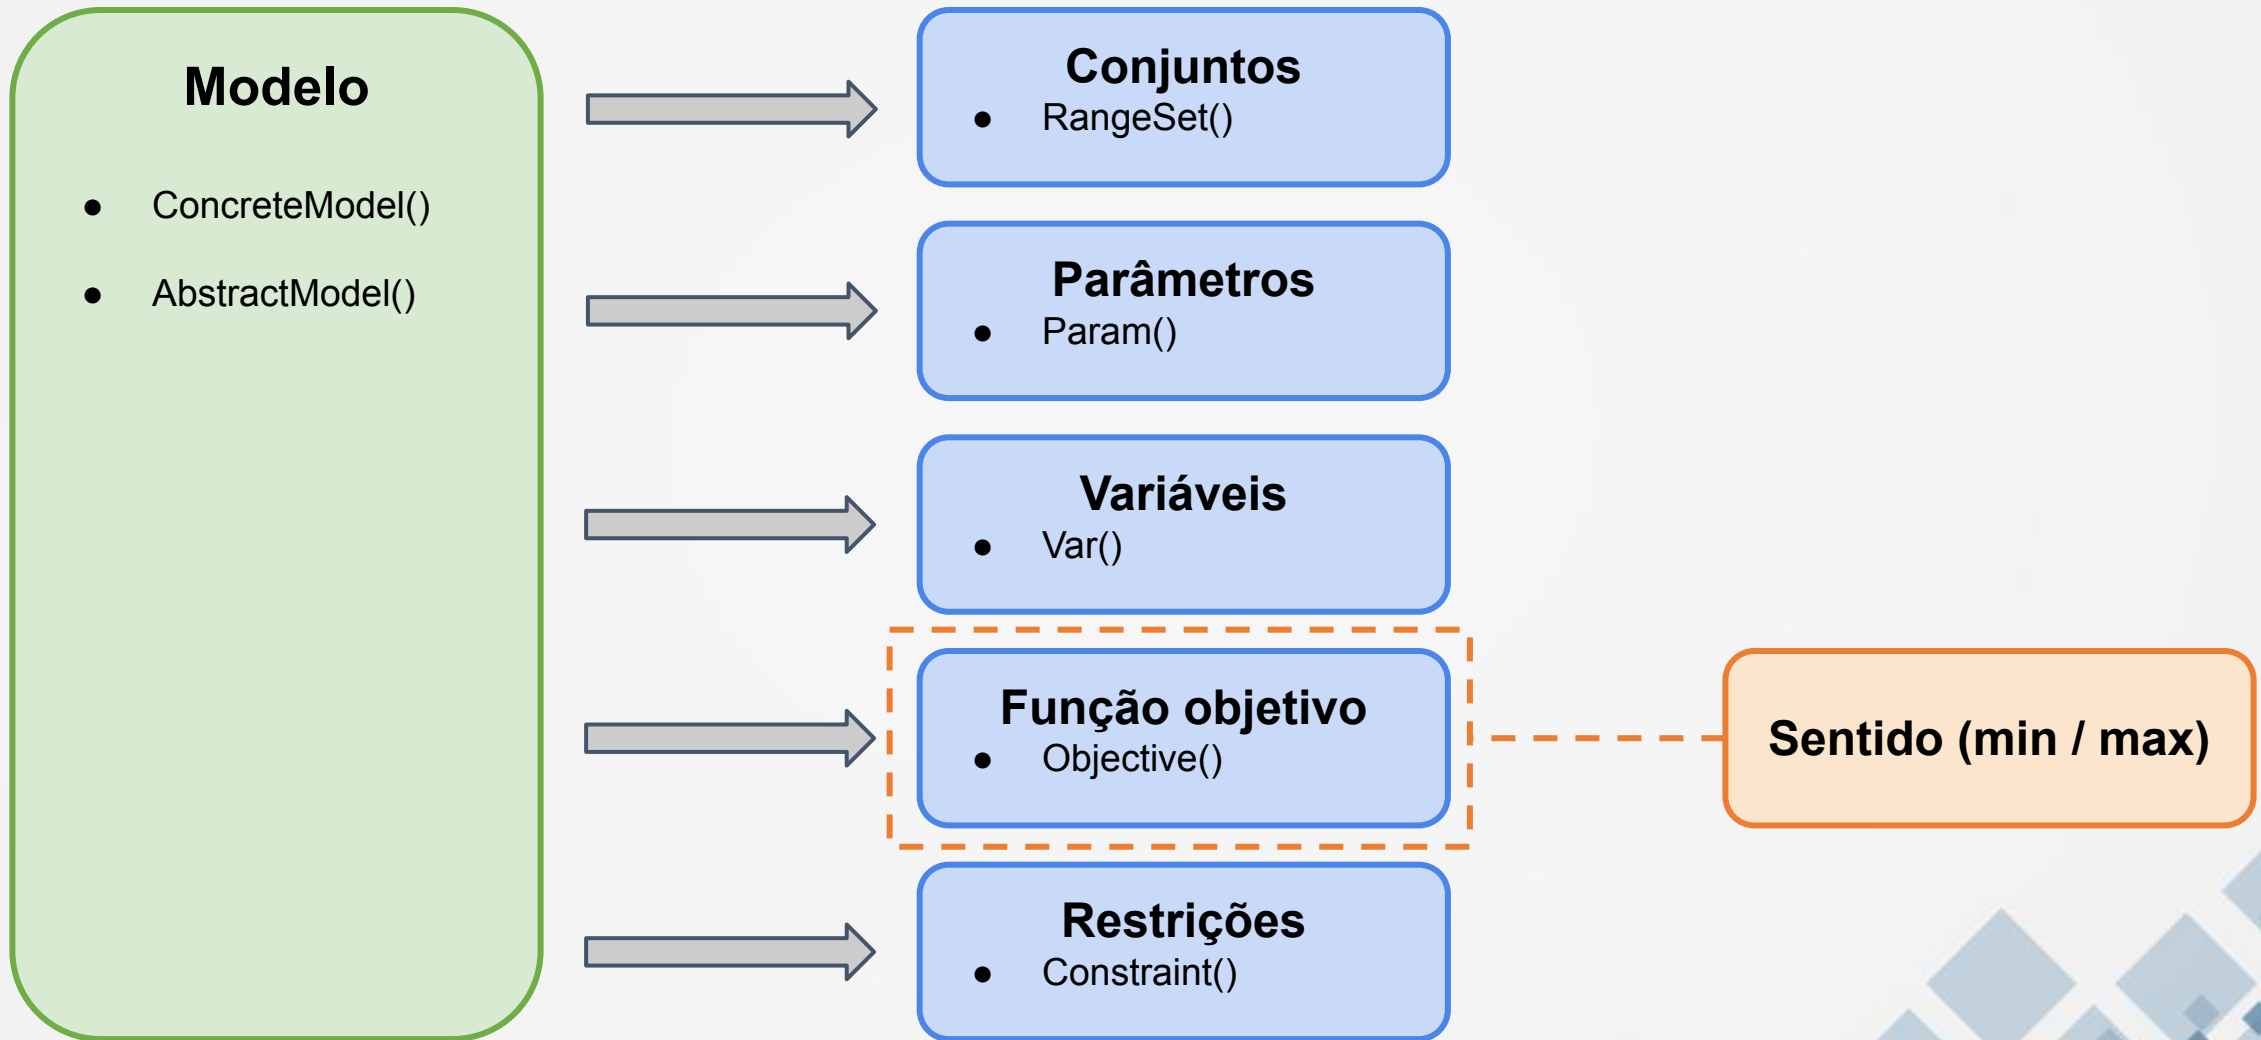 Modelo
● ConcreteModel()
● AbstractModel()
Conjuntos
● RangeSet()
Parâmetros
● Param()
Variáveis
● Var()
Função objetivo
● Objective()
Sentido (min / max)
Restrições
● Constraint()